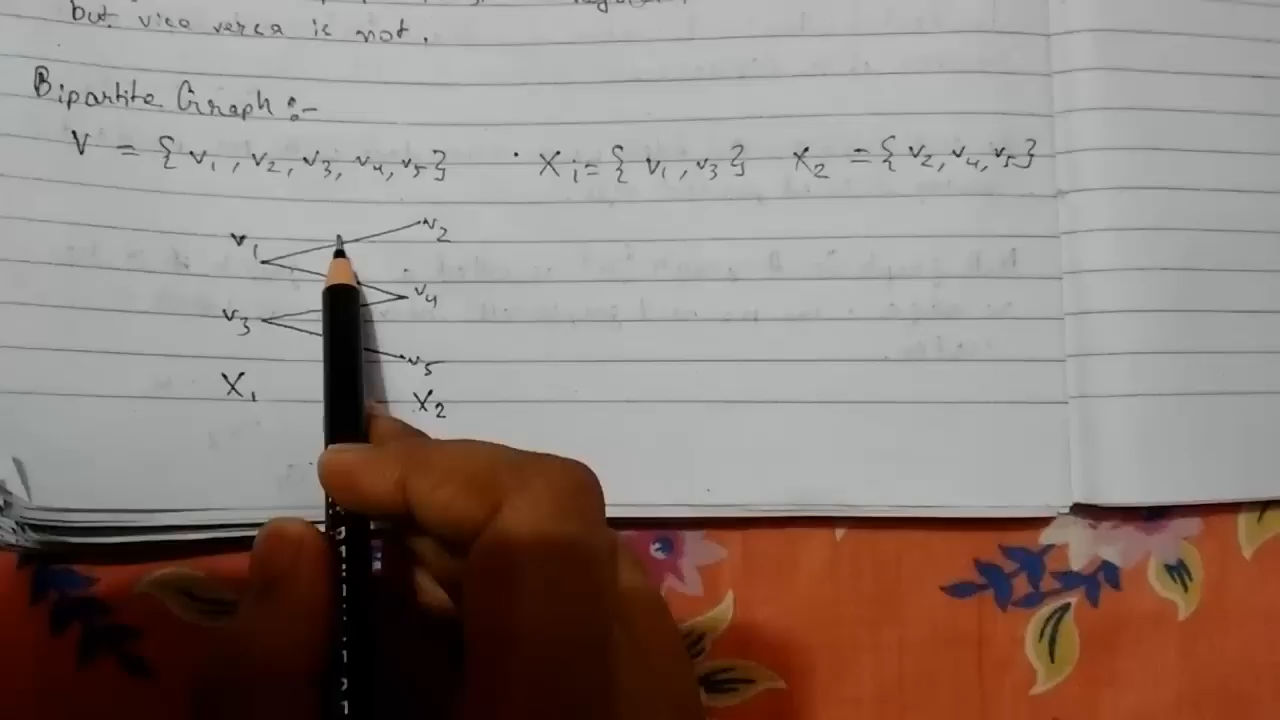 but vice versa is not.
Bipartite Graph :-
V = { v1, v2, v3, v4, v5} X1 = { v1, v3} X2 = { v2, v4, v5}
v1 v2
v4
v3
v5
X1 X2